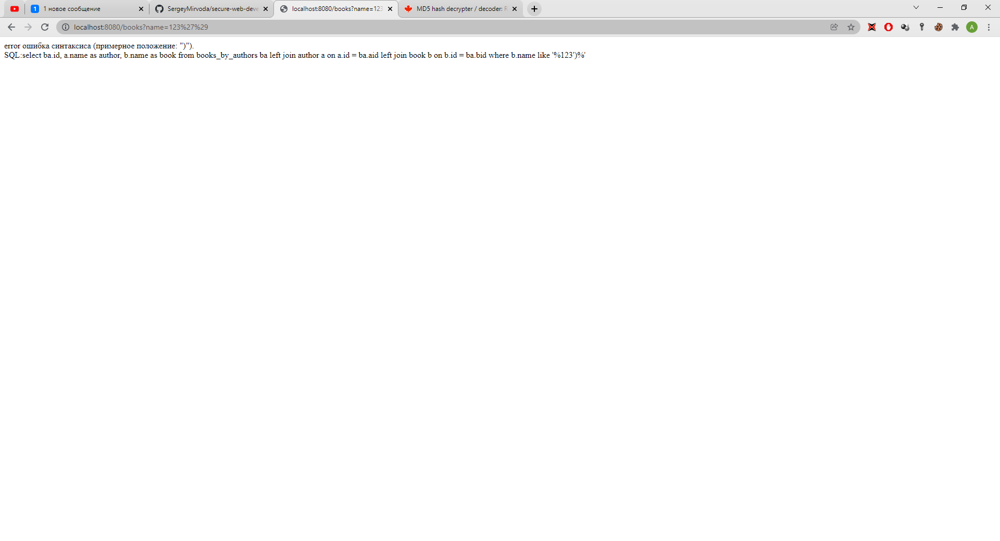 1 новое сообщение
SergeyMirvoda/secure-web-deve
localhost:8080/books?name=123
MD5 hash decrypter / decoder: R
localhost:8080/books?name=123%27%29
A
error ошибка синтаксиса (примерное положение: ")").
SQL:select ba.id, a.name as author, b.name as book from books_by_authors ba left join author a on a.id = ba.aid left join book b on b.id = ba.bid where b.name like '%123')%'